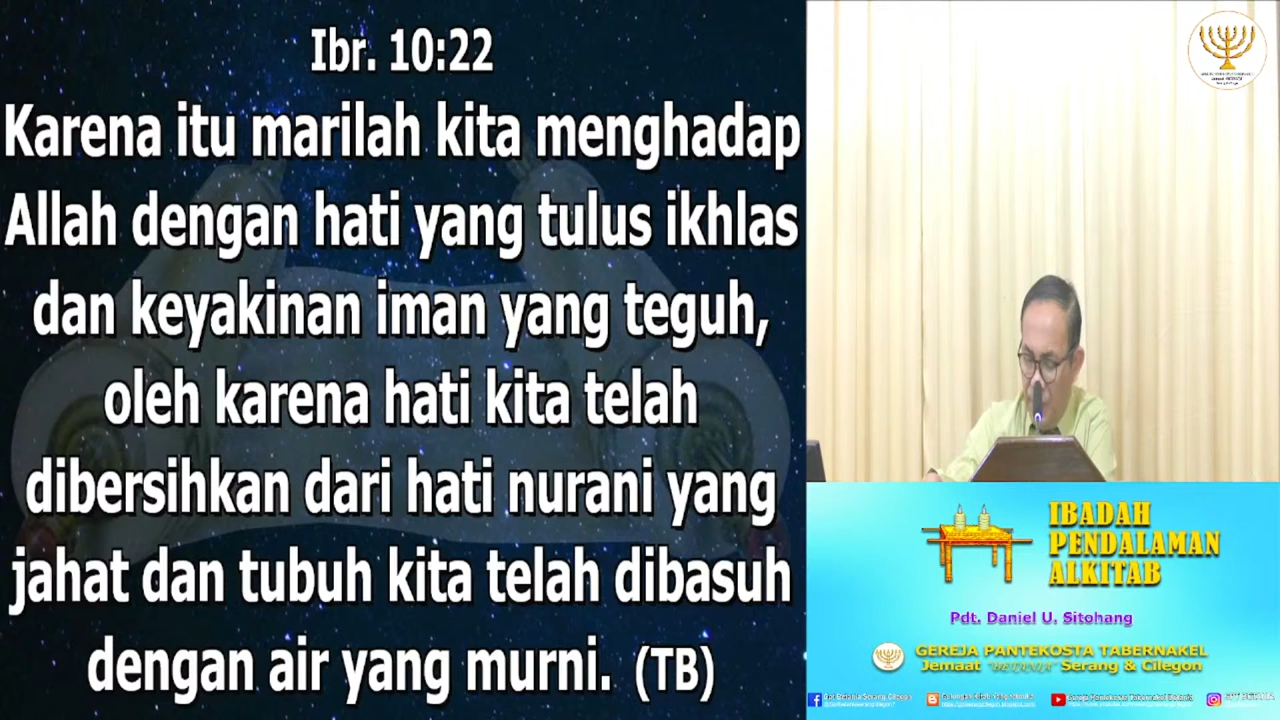 Ibr. 10:22
Karena itu marilah kita menghadap
Allah dengan hati yang tulus ikhlas
dan keyakinan iman yang teguh,
oleh karena hati kita telah
dibersihkan dari hati nurani yang
jahat dan tubuh kita telah dibasuh
dengan air yang murni. (TB)
IBADAH
PENDALAMAN
ALKITAB
Pdt. Daniel U. Sitohang
GEREJA PANTEKOSTA TABERNAKEL
Jemaat "BETANIA" Serang & Cilegon